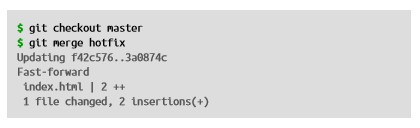 $ git checkout master
$ git merge hotfix
Updating f42c576..3a0874c
Fast-forward
 index.html | 2 ++
 1 file changed, 2 insertions(+)